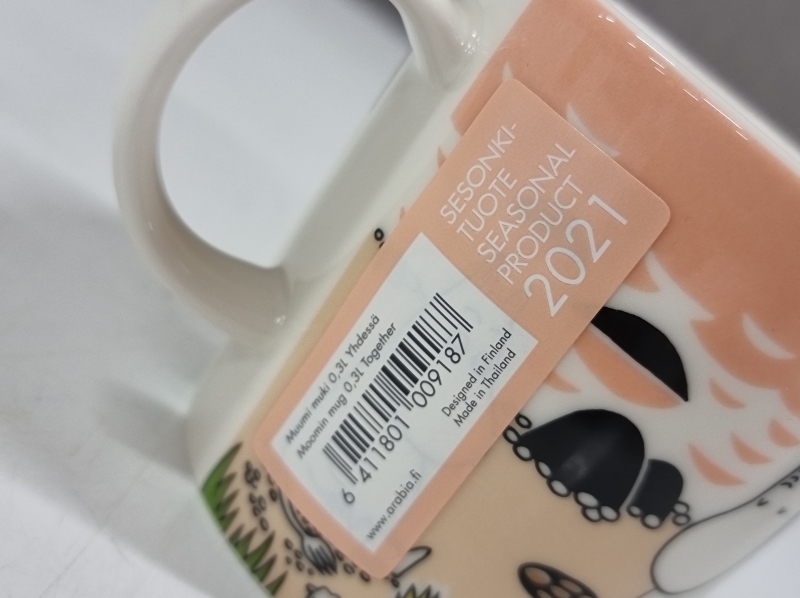 SESONKI-
TUOTE
SEASONAL
PRODUCT
2021
Muumi muki 0,3L Yhdessä
Moomin mug 0,3L Together
6 411801 009187
Designed in Finland
Made in Thailand
www.arabia.fi